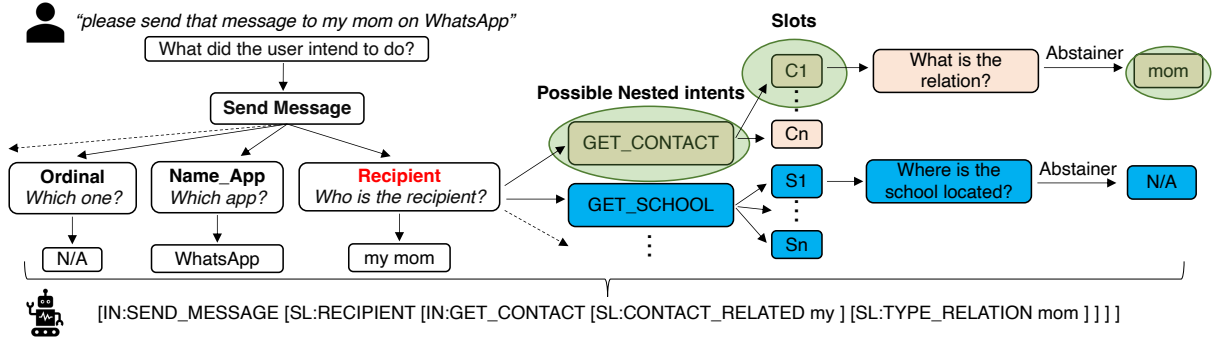 “please send that message to my mom on WhatsApp”
What did the user intend to do?
Send Message
Ordinal
Which one?
N/A
Name_App
Which app?
WhatsApp
Recipient
Who is the recipient?
my mom
Possible Nested intents
GET_CONTACT
GET_SCHOOL
Slots
C1
Cn
S1
Sn
What is the
relation?
Abstainer
mom
Where is the
school located?
Abstainer
N/A
[IN:SEND_MESSAGE [SL:RECIPIENT [IN:GET_CONTACT [SL:CONTACT_RELATED my ] [SL:TYPE_RELATION mom ] ] ] ]